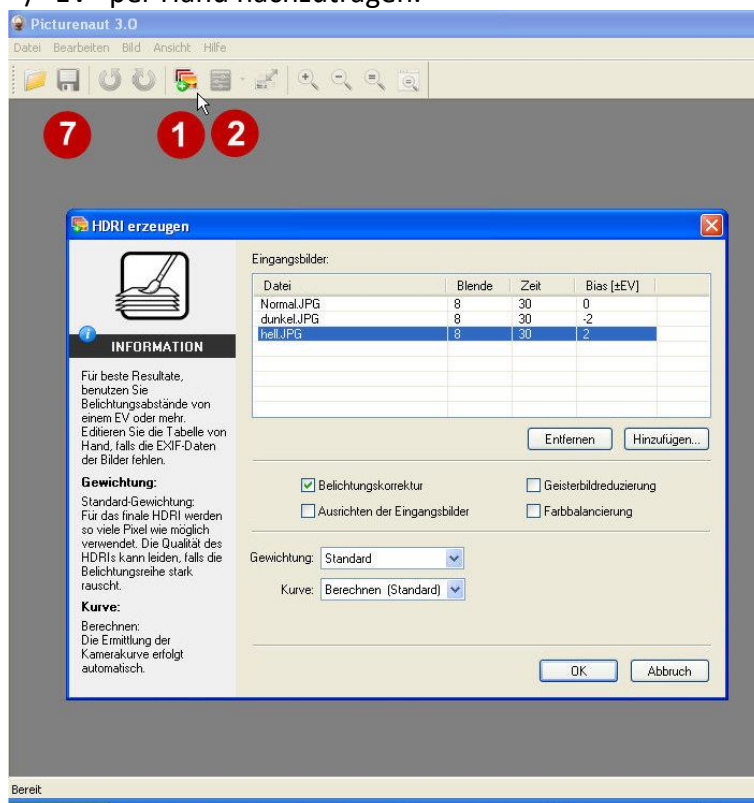 +/- EV" per Hand nachzutragen.
Picturenaut 3.0
Datei Bearbeiten Bild Ansicht Hilfe
7 1 2
HDRI erzeugen
Eingangsbilder:
Datei Blende Zeit Bias [±EV]
Normal.JPG 8 30 0
dunkel.JPG 8 30 -2
hell.JPG 8 30 2
Entfernen Hinzufügen...
INFORMATION
Für beste Resultate,
benutzen Sie
Belichtungsabstände von
einem EV oder mehr.
Editieren Sie die Tabelle von
Hand, falls die EXIF-Daten
der Bilder fehlen.
Gewichtung:
Standard-Gewichtung:
Für das finale HDRI werden
so viele Pixel wie möglich
verwendet. Die Qualität des
HDRIs kann leiden, falls die
Belichtungsreihe stark
rauscht.
Kurve:
Berechnen:
Die Ermittlung der
Kamerakurve erfolgt
automatisch.
Belichtungskorrektur Geisterbildreduzierung
Ausrichten der Eingangsbilder Farbbalancierung
Gewichtung: Standard
Kurve: Berechnen (Standard)
OK Abbruch
Bereit